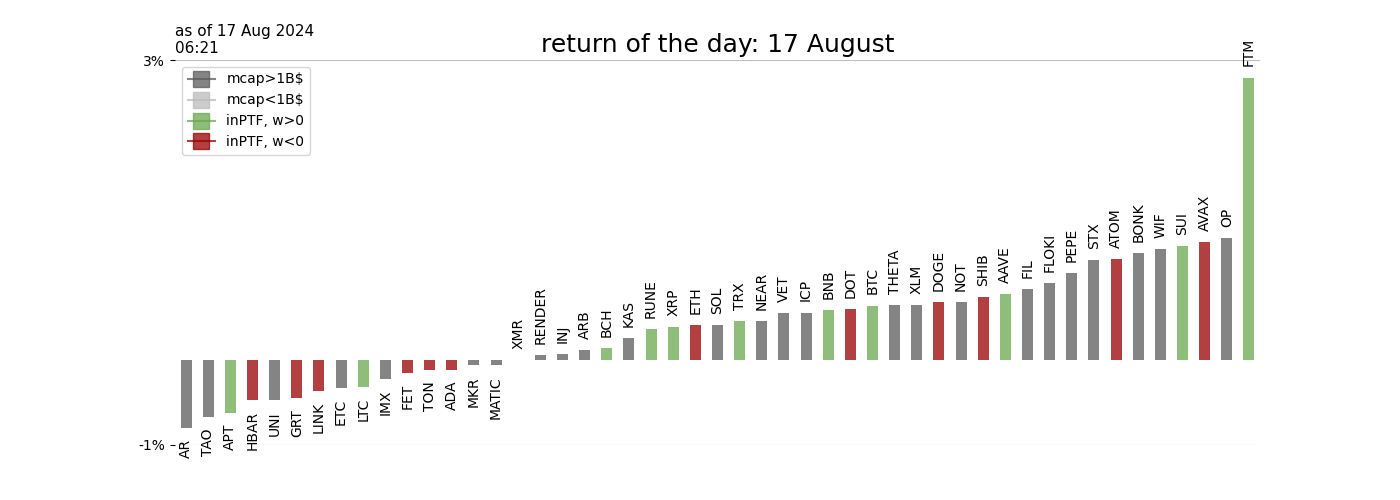 as of 17 Aug 2024
06:21
return of the day: 17 August
3%
-1%
mcap>1B$
mcap<1B$
inPTF, w>0
inPTF, w<0
AR
TAO
APT
HBAR
UNI
GRT
LINK
ETC
LTC
IMX
FET
TON
ADA
MKR
MATIC
XMR
RENDER
INJ
ARB
BCH
KAS
RUNE
XRP
ETH
SOL
TRX
NEAR
VET
ICP
BNB
DOT
BTC
THETA
XLM
DOGE
NOT
SHIB
AAVE
FIL
FLOKI
PEPE
STX
ATOM
BONK
WIF
SUI
AVAX
OP
FTM